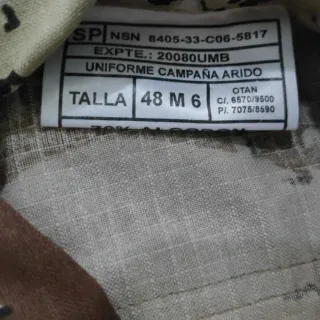 SP NSN 8405-33-C06-5817
EXPTE.: 20080UMB
UNIFORME CAMPAÑA ARIDO
TALLA 48 M 6 OTAN
C/. 6570/9500
P/. 7075/8590
ALGODON